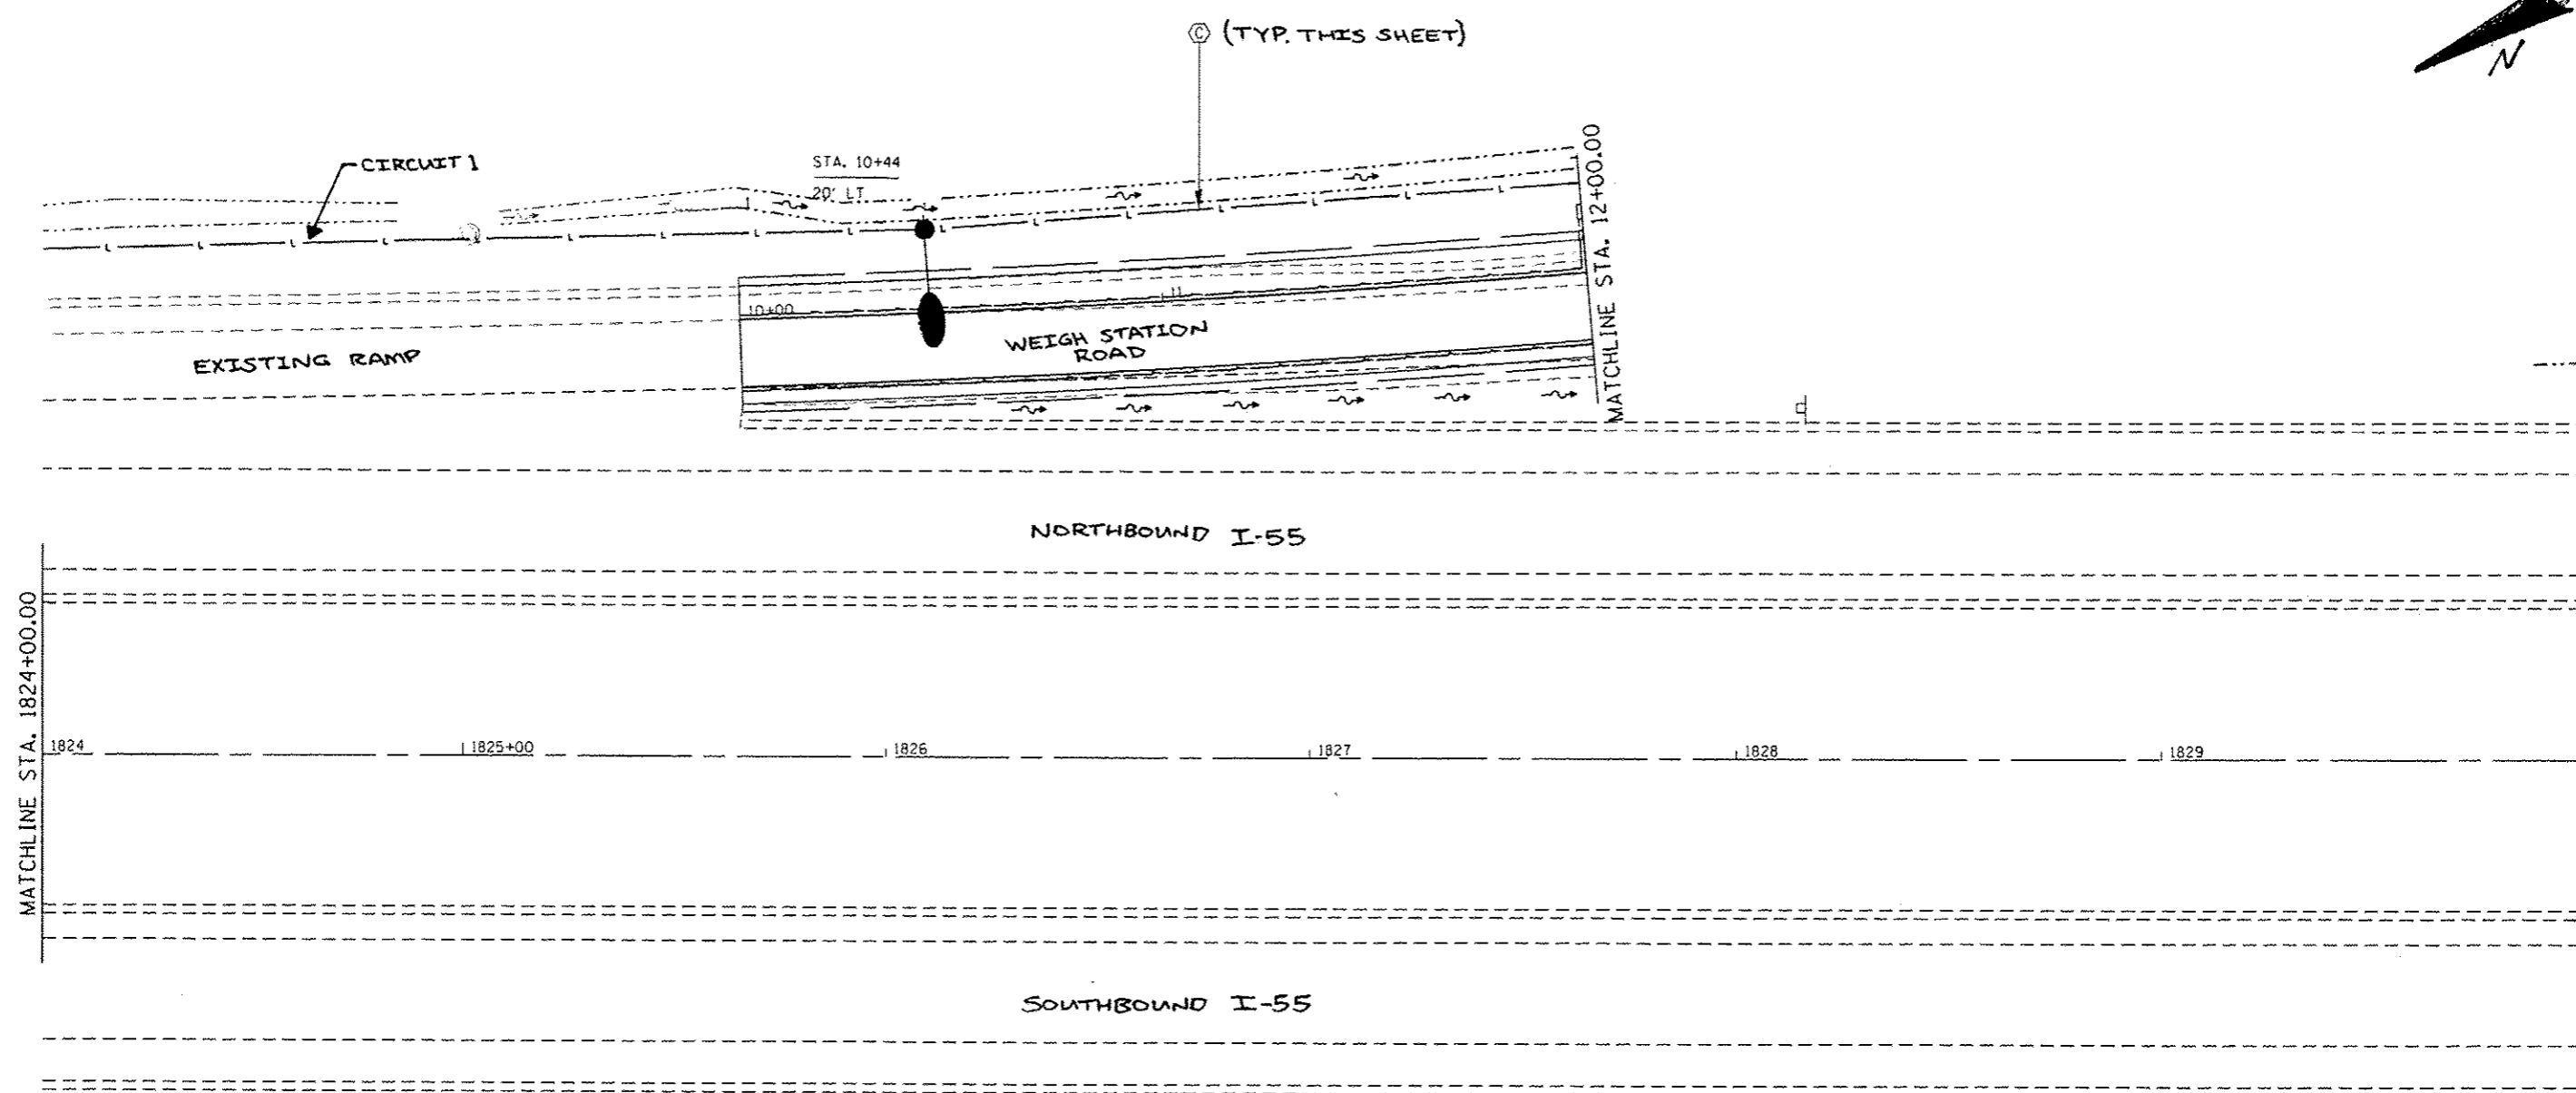 Ⓒ (TYP. THIS SHEET)
N
CIRCUIT 1
STA. 10+44
20' LT
MATCHLINE STA. 12+00.00
10+00
11
WEIGH STATION
ROAD
EXISTING RAMP
NORTHBOUND I-55
MATCHLINE STA. 1824+00.00
1824
1825+00
1826
1827
1828
1829
SOUTHBOUND I-55